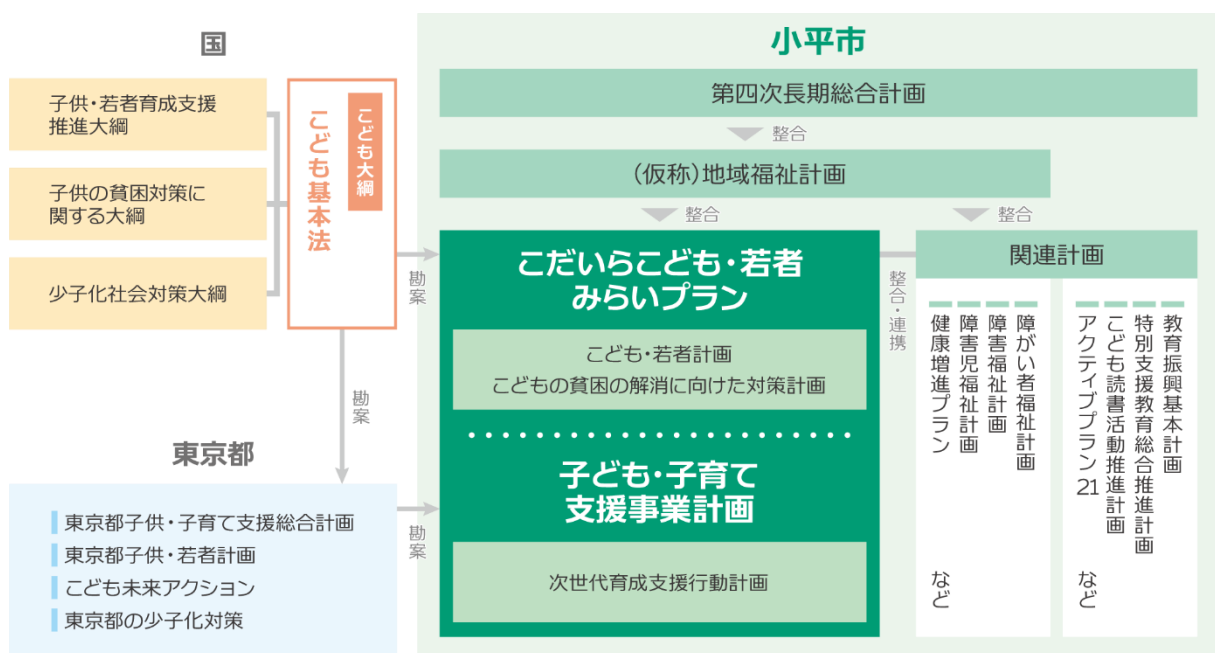 国
子供・若者育成支援
推進大綱
子供の貧困対策に
関する大綱
少子化社会対策大綱
こども基本法
こども大綱
勘案
勘案
東京都
東京都子供・子育て支援総合計画
東京都子供・若者計画
こども未来アクション
東京都の少子化対策
勘案
小平市
第四次長期総合計画
整合
(仮称)地域福祉計画
整合
整合
こだいらこども・若者
みらいプラン
こども・若者計画
こどもの貧困の解消に向けた対策計画
子ども・子育て
支援事業計画
次世代育成支援行動計画
整合・連携
関連計画
障がい者福祉計画
障害福祉計画
障害児福祉計画
健康増進プラン
など
教育振興基本計画
特別支援教育総合推進計画
こども読書活動推進計画
アクティブプラン21
など